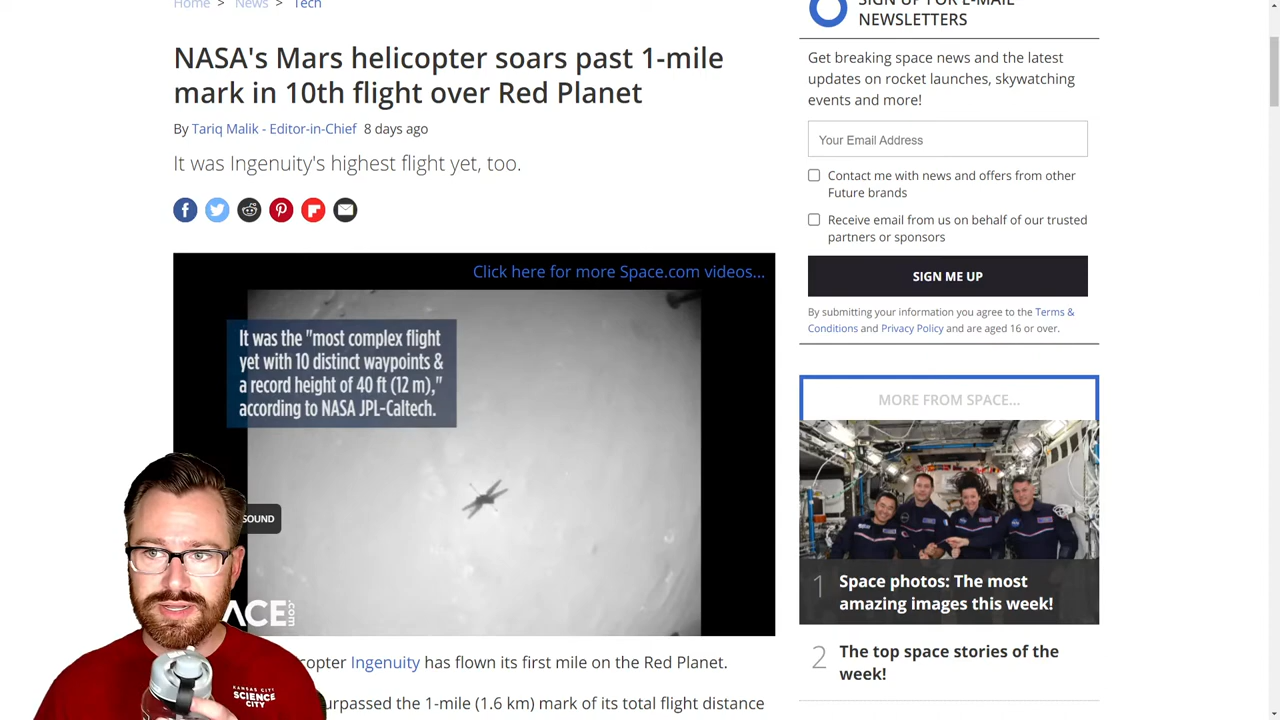 Home > News > Tech
NASA's Mars helicopter soars past 1-mile
mark in 10th flight over Red Planet
By Tariq Malik - Editor-in-Chief 8 days ago
It was Ingenuity's highest flight yet, too.
Click here for more Space.com videos...
It was the "most complex flight
yet with 10 distinct waypoints &
a record height of 40 ft (12 m),"
according to NASA JPL-Caltech.
SOUND
ACE.com
Ingenuity has flown its first mile on the Red Planet.
the 1-mile (1.6 km) mark of its total flight distance
KANSAS CITY
SCIENCE
CITY
SIGN UP FOR E-MAIL
NEWSLETTERS
Get breaking space news and the latest
updates on rocket launches, skywatching
events and more!
Your Email Address
Contact me with news and offers from other
Future brands
Receive email from us on behalf of our trusted
partners or sponsors
SIGN ME UP
By submitting your information you agree to the Terms &
Conditions and Privacy Policy and are aged 16 or over.
MORE FROM SPACE...
1 Space photos: The most
amazing images this week!
2 The top space stories of the
week!